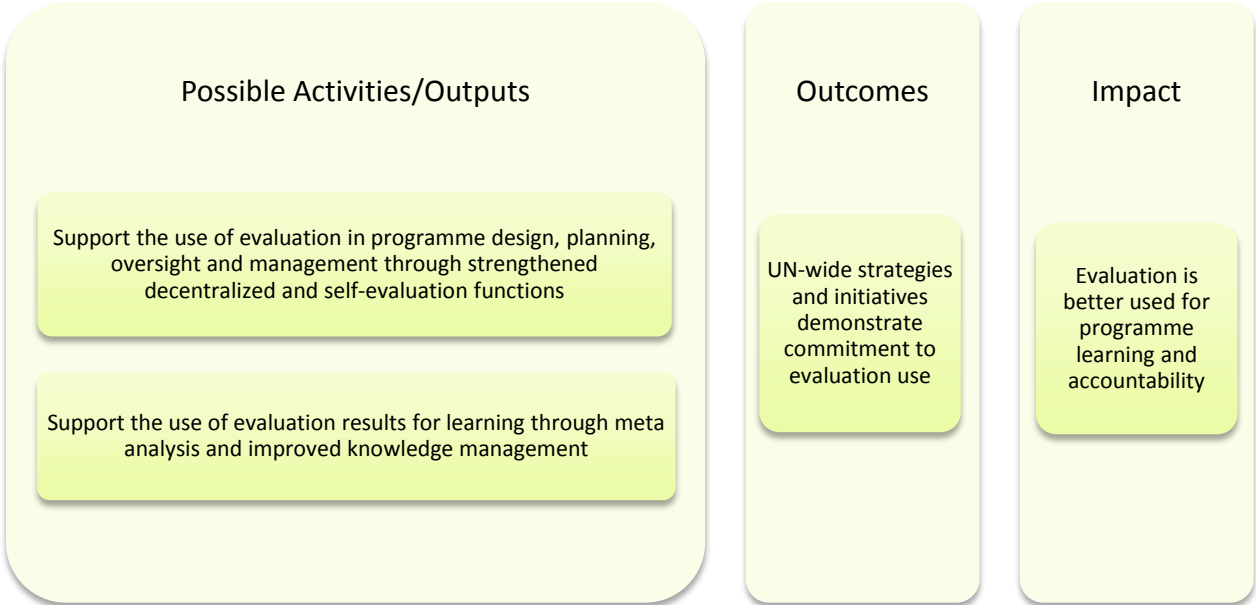 Possible Activities/Outputs
Support the use of evaluation in programme design, planning,
oversight and management through strengthened
decentralized and self-evaluation functions
Support the use of evaluation results for learning through meta
analysis and improved knowledge management
Outcomes
UN-wide strategies
and initiatives
demonstrate
commitment to
evaluation use
Impact
Evaluation is
better used for
programme
learning and
accountability